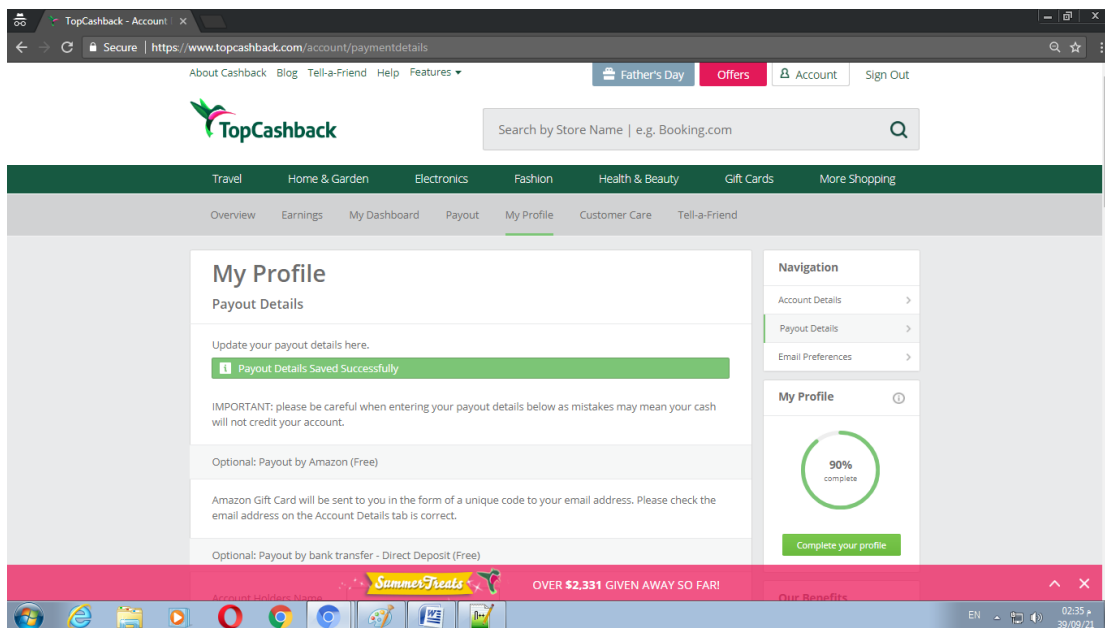 TopCashback - Account
Secure | https://www.topcashback.com/account/paymentdetails
About Cashback Blog Tell-a-Friend Help Features
Father's Day
Offers
Account
Sign Out
TopCashback
Search by Store Name | e.g. Booking.com
Travel Home & Garden Electronics Fashion Health & Beauty Gift Cards More Shopping
Overview Earnings My Dashboard Payout My Profile Customer Care Tell-a-Friend
My Profile
Payout Details
Update your payout details here.
Payout Details Saved Successfully
IMPORTANT: please be careful when entering your payout details below as mistakes may mean your cash
will not credit your account.
Optional: Payout by Amazon (Free)
Amazon Gift Card will be sent to you in the form of a unique code to your email address. Please check the
email address on the Account Details tab is correct.
Optional: Payout by bank transfer - Direct Deposit (Free)
Account Holders Name
Navigation
Account Details
Payout Details
Email Preferences
My Profile
90%
complete
Complete your profile
Our Benefits
Summer Treats
OVER $2,331 GIVEN AWAY SO FAR!
EN
02:35 م
39/09/21